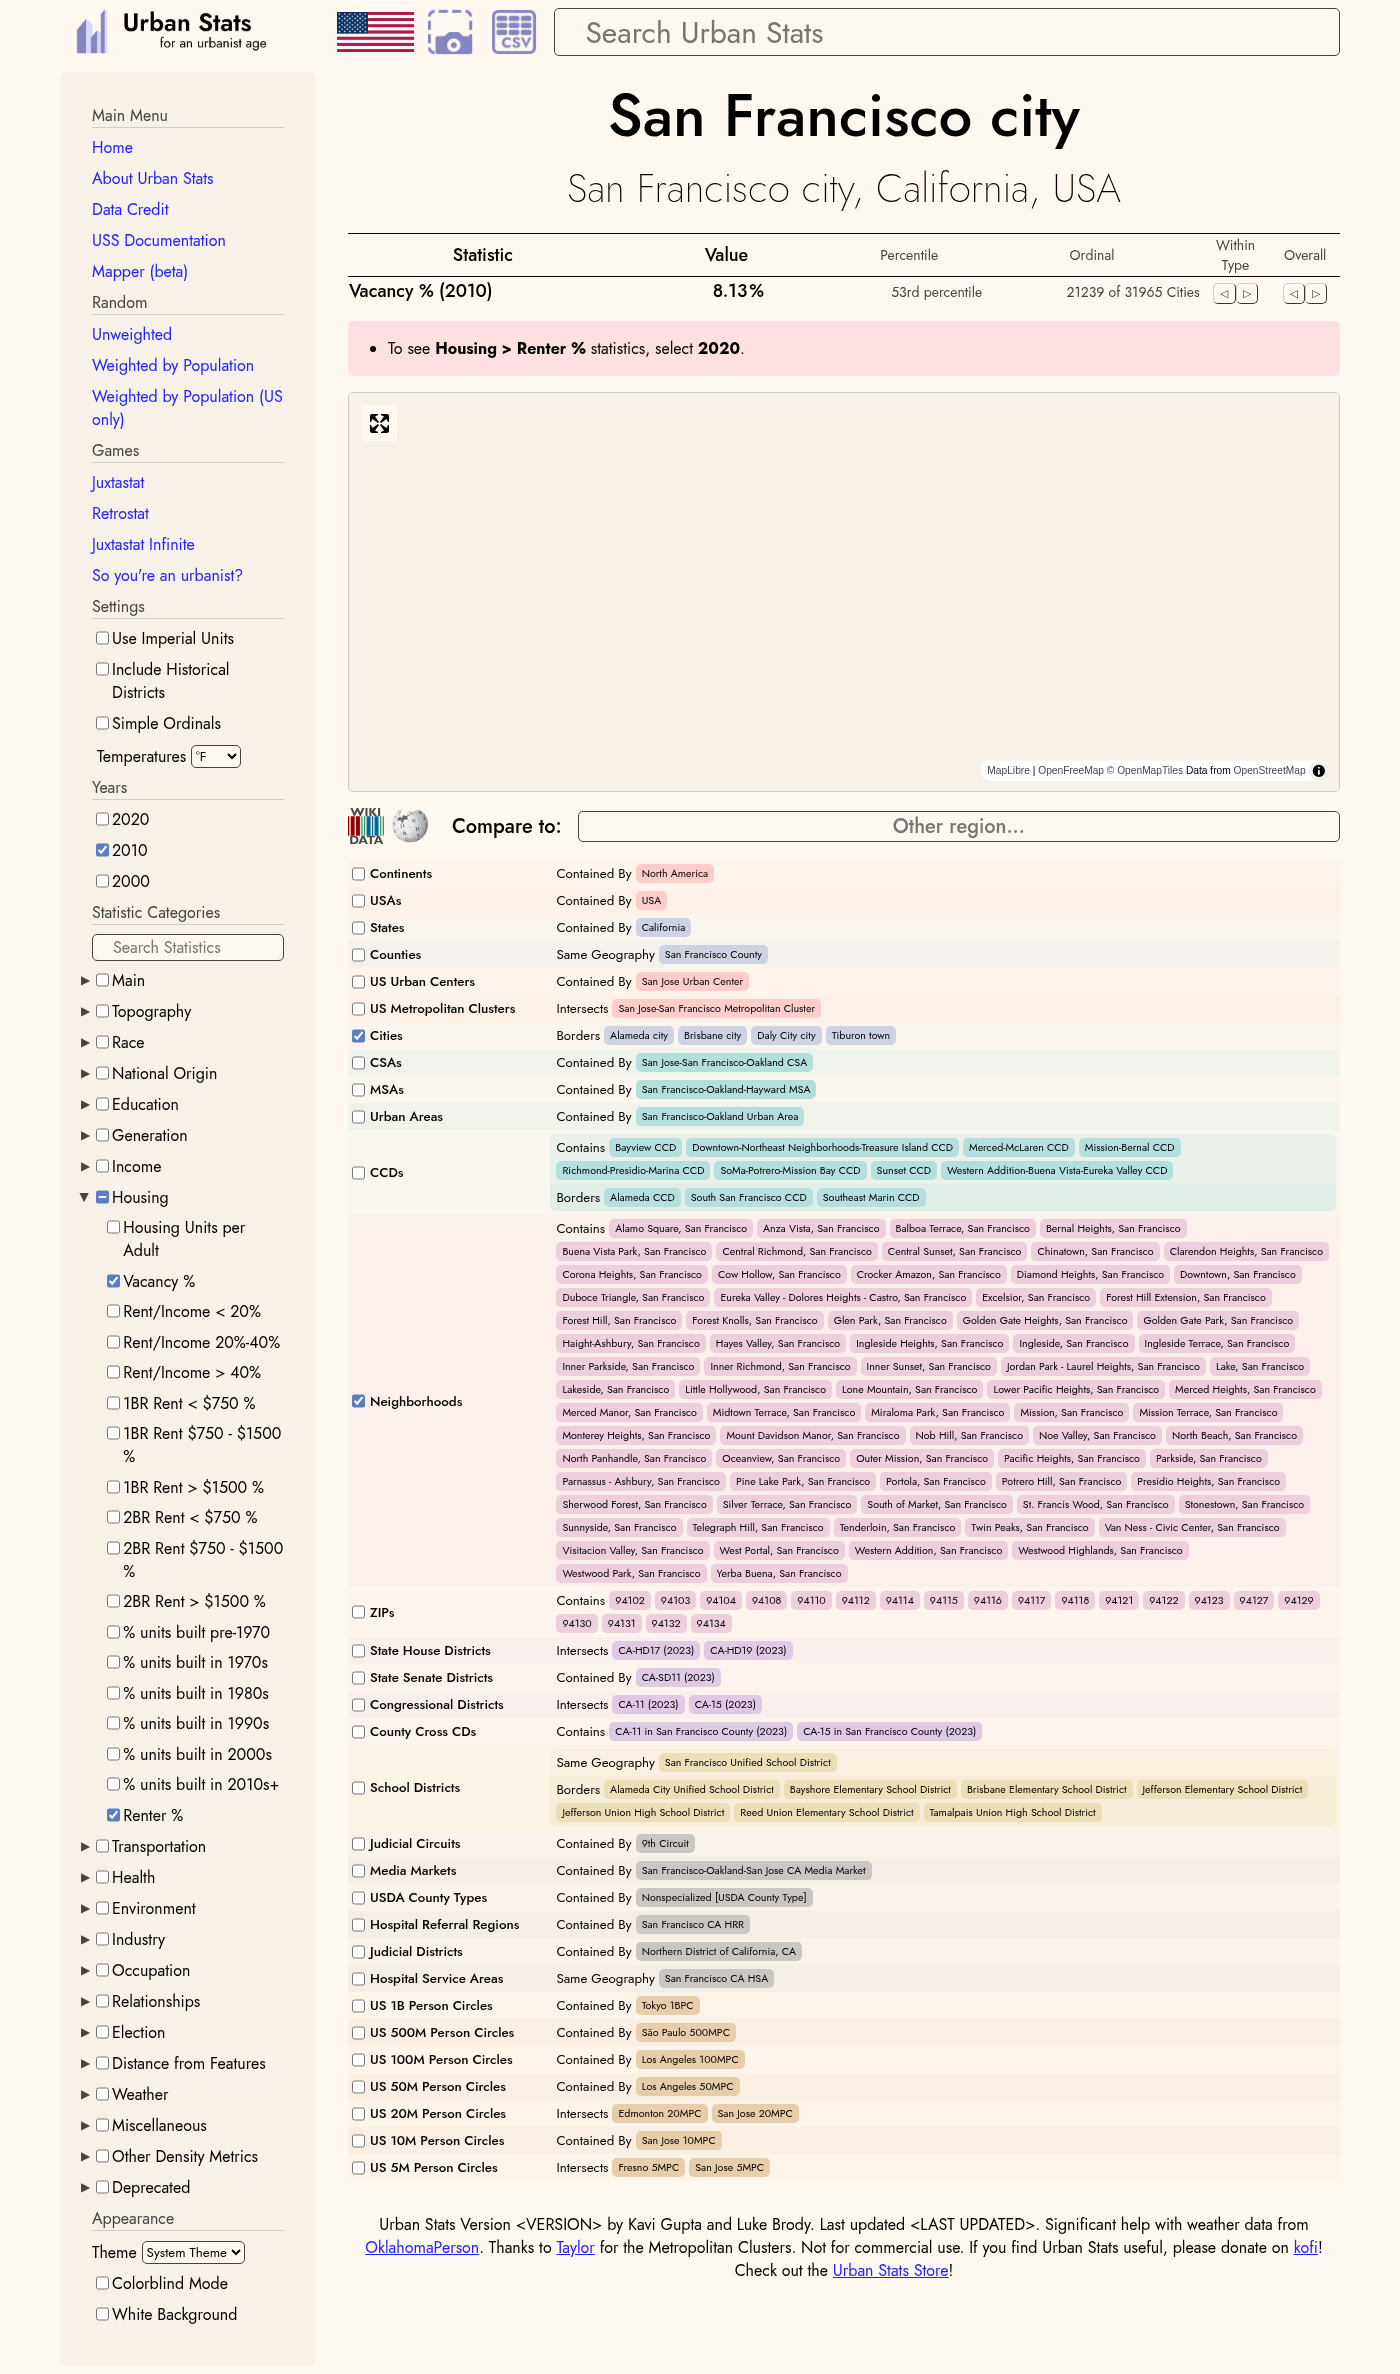 Urban Stats
for an urbanist age
CSV
Search Urban Stats
Main Menu
Home
About Urban Stats
Data Credit
USS Documentation
Mapper (beta)
Random
Unweighted
Weighted by Population
Weighted by Population (US
only)
Games
Juxtastat
Retrostat
Juxtastat Infinite
So you're an urbanist?
Settings
Use Imperial Units
Include Historical
Districts
Simple Ordinals
Temperatures °F
Years
2020
2010
2000
Statistic Categories
Search Statistics
Main
Topography
Race
National Origin
Education
Generation
Income
Housing
Housing Units per
Adult
Vacancy %
Rent/Income < 20%
Rent/Income 20%-40%
Rent/Income > 40%
1BR Rent < $750 %
1BR Rent $750 - $1500
%
1BR Rent > $1500 %
2BR Rent < $750 %
2BR Rent $750 - $1500
%
2BR Rent > $1500 %
% units built pre-1970
% units built in 1970s
% units built in 1980s
% units built in 1990s
% units built in 2000s
% units built in 2010s+
Renter %
Transportation
Health
Environment
Industry
Occupation
Relationships
Election
Distance from Features
Weather
Miscellaneous
Other Density Metrics
Deprecated
Appearance
Theme System Theme
Colorblind Mode
White Background
San Francisco city
San Francisco city, California, USA
Statistic Value Percentile Ordinal Within Type Overall
Vacancy % (2010) 8.13% 53rd percentile 21239 of 31965 Cities
To see Housing > Renter % statistics, select 2020.
MapLibre | OpenFreeMap © OpenMapTiles Data from OpenStreetMap
WIKI
DATA
Compare to: Other region...
Continents Contained By North America
USAs Contained By USA
States Contained By California
Counties Same Geography San Francisco County
US Urban Centers Contained By San Jose Urban Center
US Metropolitan Clusters Intersects San Jose-San Francisco Metropolitan Cluster
Cities Borders Alameda city Brisbane city Daly City city Tiburon town
CSAs Contained By San Jose-San Francisco-Oakland CSA
MSAs Contained By San Francisco-Oakland-Hayward MSA
Urban Areas Contained By San Francisco-Oakland Urban Area
CCDs
Contains Bayview CCD Downtown-Northeast Neighborhoods-Treasure Island CCD Merced-McLaren CCD Mission-Bernal CCD
Richmond-Presidio-Marina CCD SoMa-Potrero-Mission Bay CCD Sunset CCD Western Addition-Buena Vista-Eureka Valley CCD
Borders Alameda CCD South San Francisco CCD Southeast Marin CCD
Neighborhoods
Contains Alamo Square, San Francisco Anza Vista, San Francisco Balboa Terrace, San Francisco Bernal Heights, San Francisco
Buena Vista Park, San Francisco Central Richmond, San Francisco Central Sunset, San Francisco Chinatown, San Francisco Clarendon Heights, San Francisco
Corona Heights, San Francisco Cow Hollow, San Francisco Crocker Amazon, San Francisco Diamond Heights, San Francisco Downtown, San Francisco
Duboce Triangle, San Francisco Eureka Valley - Dolores Heights - Castro, San Francisco Excelsior, San Francisco Forest Hill Extension, San Francisco
Forest Hill, San Francisco Forest Knolls, San Francisco Glen Park, San Francisco Golden Gate Heights, San Francisco Golden Gate Park, San Francisco
Haight-Ashbury, San Francisco Hayes Valley, San Francisco Ingleside Heights, San Francisco Ingleside, San Francisco Ingleside Terrace, San Francisco
Inner Parkside, San Francisco Inner Richmond, San Francisco Inner Sunset, San Francisco Jordan Park - Laurel Heights, San Francisco Lake, San Francisco
Lakeside, San Francisco Little Hollywood, San Francisco Lone Mountain, San Francisco Lower Pacific Heights, San Francisco Merced Heights, San Francisco
Merced Manor, San Francisco Midtown Terrace, San Francisco Miraloma Park, San Francisco Mission, San Francisco Mission Terrace, San Francisco
Monterey Heights, San Francisco Mount Davidson Manor, San Francisco Nob Hill, San Francisco Noe Valley, San Francisco North Beach, San Francisco
North Panhandle, San Francisco Oceanview, San Francisco Outer Mission, San Francisco Pacific Heights, San Francisco Parkside, San Francisco
Parnassus - Ashbury, San Francisco Pine Lake Park, San Francisco Portola, San Francisco Potrero Hill, San Francisco Presidio Heights, San Francisco
Sherwood Forest, San Francisco Silver Terrace, San Francisco South of Market, San Francisco St. Francis Wood, San Francisco Stonestown, San Francisco
Sunnyside, San Francisco Telegraph Hill, San Francisco Tenderloin, San Francisco Twin Peaks, San Francisco Van Ness - Civic Center, San Francisco
Visitacion Valley, San Francisco West Portal, San Francisco Western Addition, San Francisco Westwood Highlands, San Francisco
Westwood Park, San Francisco Yerba Buena, San Francisco
ZIPs
Contains 94102 94103 94104 94108 94110 94112 94114 94115 94116 94117 94118 94121 94122 94123 94127 94129
94130 94131 94132 94134
State House Districts Intersects CA-HD17 (2023) CA-HD19 (2023)
State Senate Districts Contained By CA-SD11 (2023)
Congressional Districts Intersects CA-11 (2023) CA-15 (2023)
County Cross CDs Contains CA-11 in San Francisco County (2023) CA-15 in San Francisco County (2023)
School Districts
Same Geography San Francisco Unified School District
Borders Alameda City Unified School District Bayshore Elementary School District Brisbane Elementary School District Jefferson Elementary School District
Jefferson Union High School District Reed Union Elementary School District Tamalpais Union High School District
Judicial Circuits Contained By 9th Circuit
Media Markets Contained By San Francisco-Oakland-San Jose CA Media Market
USDA County Types Contained By Nonspecialized [USDA County Type]
Hospital Referral Regions Contained By San Francisco CA HRR
Judicial Districts Contained By Northern District of California, CA
Hospital Service Areas Same Geography San Francisco CA HSA
US 1B Person Circles Contained By Tokyo 1BPC
US 500M Person Circles Contained By São Paulo 500MPC
US 100M Person Circles Contained By Los Angeles 100MPC
US 50M Person Circles Contained By Los Angeles 50MPC
US 20M Person Circles Intersects Edmonton 20MPC San Jose 20MPC
US 10M Person Circles Contained By San Jose 10MPC
US 5M Person Circles Intersects Fresno 5MPC San Jose 5MPC
Urban Stats Version <VERSION> by Kavi Gupta and Luke Brody. Last updated <LAST UPDATED>. Significant help with weather data from
OklahomaPerson. Thanks to Taylor for the Metropolitan Clusters. Not for commercial use. If you find Urban Stats useful, please donate on kofi!
Check out the Urban Stats Store!